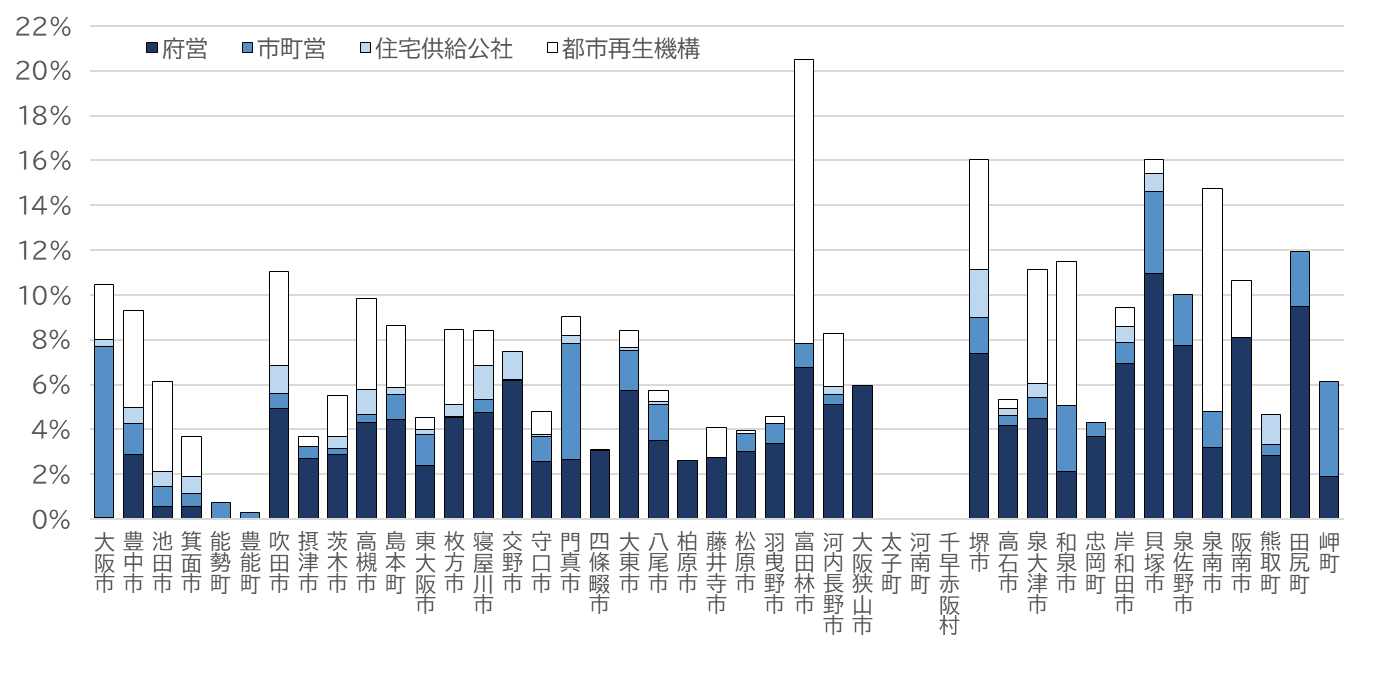 22%
20%
18%
16%
14%
12%
10%
8%
6%
4%
2%
0%
府営 市町営 住宅供給公社 都市再生機構
大阪市
豊中市
池田市
箕面市
能勢町
豊能町
吹田市
摂津市
茨木市
高槻市
島本町
東大阪市
枚方市
寝屋川市
交野市
守口市
門真市
四條畷市
大東市
八尾市
柏原市
藤井寺市
松原市
羽曳野市
富田林市
河内長野市
大阪狭山市
太子町
河南町
千早赤阪村
堺市
高石市
泉大津市
和泉市
忠岡町
岸和田市
貝塚市
泉佐野市
泉南市
阪南市
熊取町
田尻町
岬町